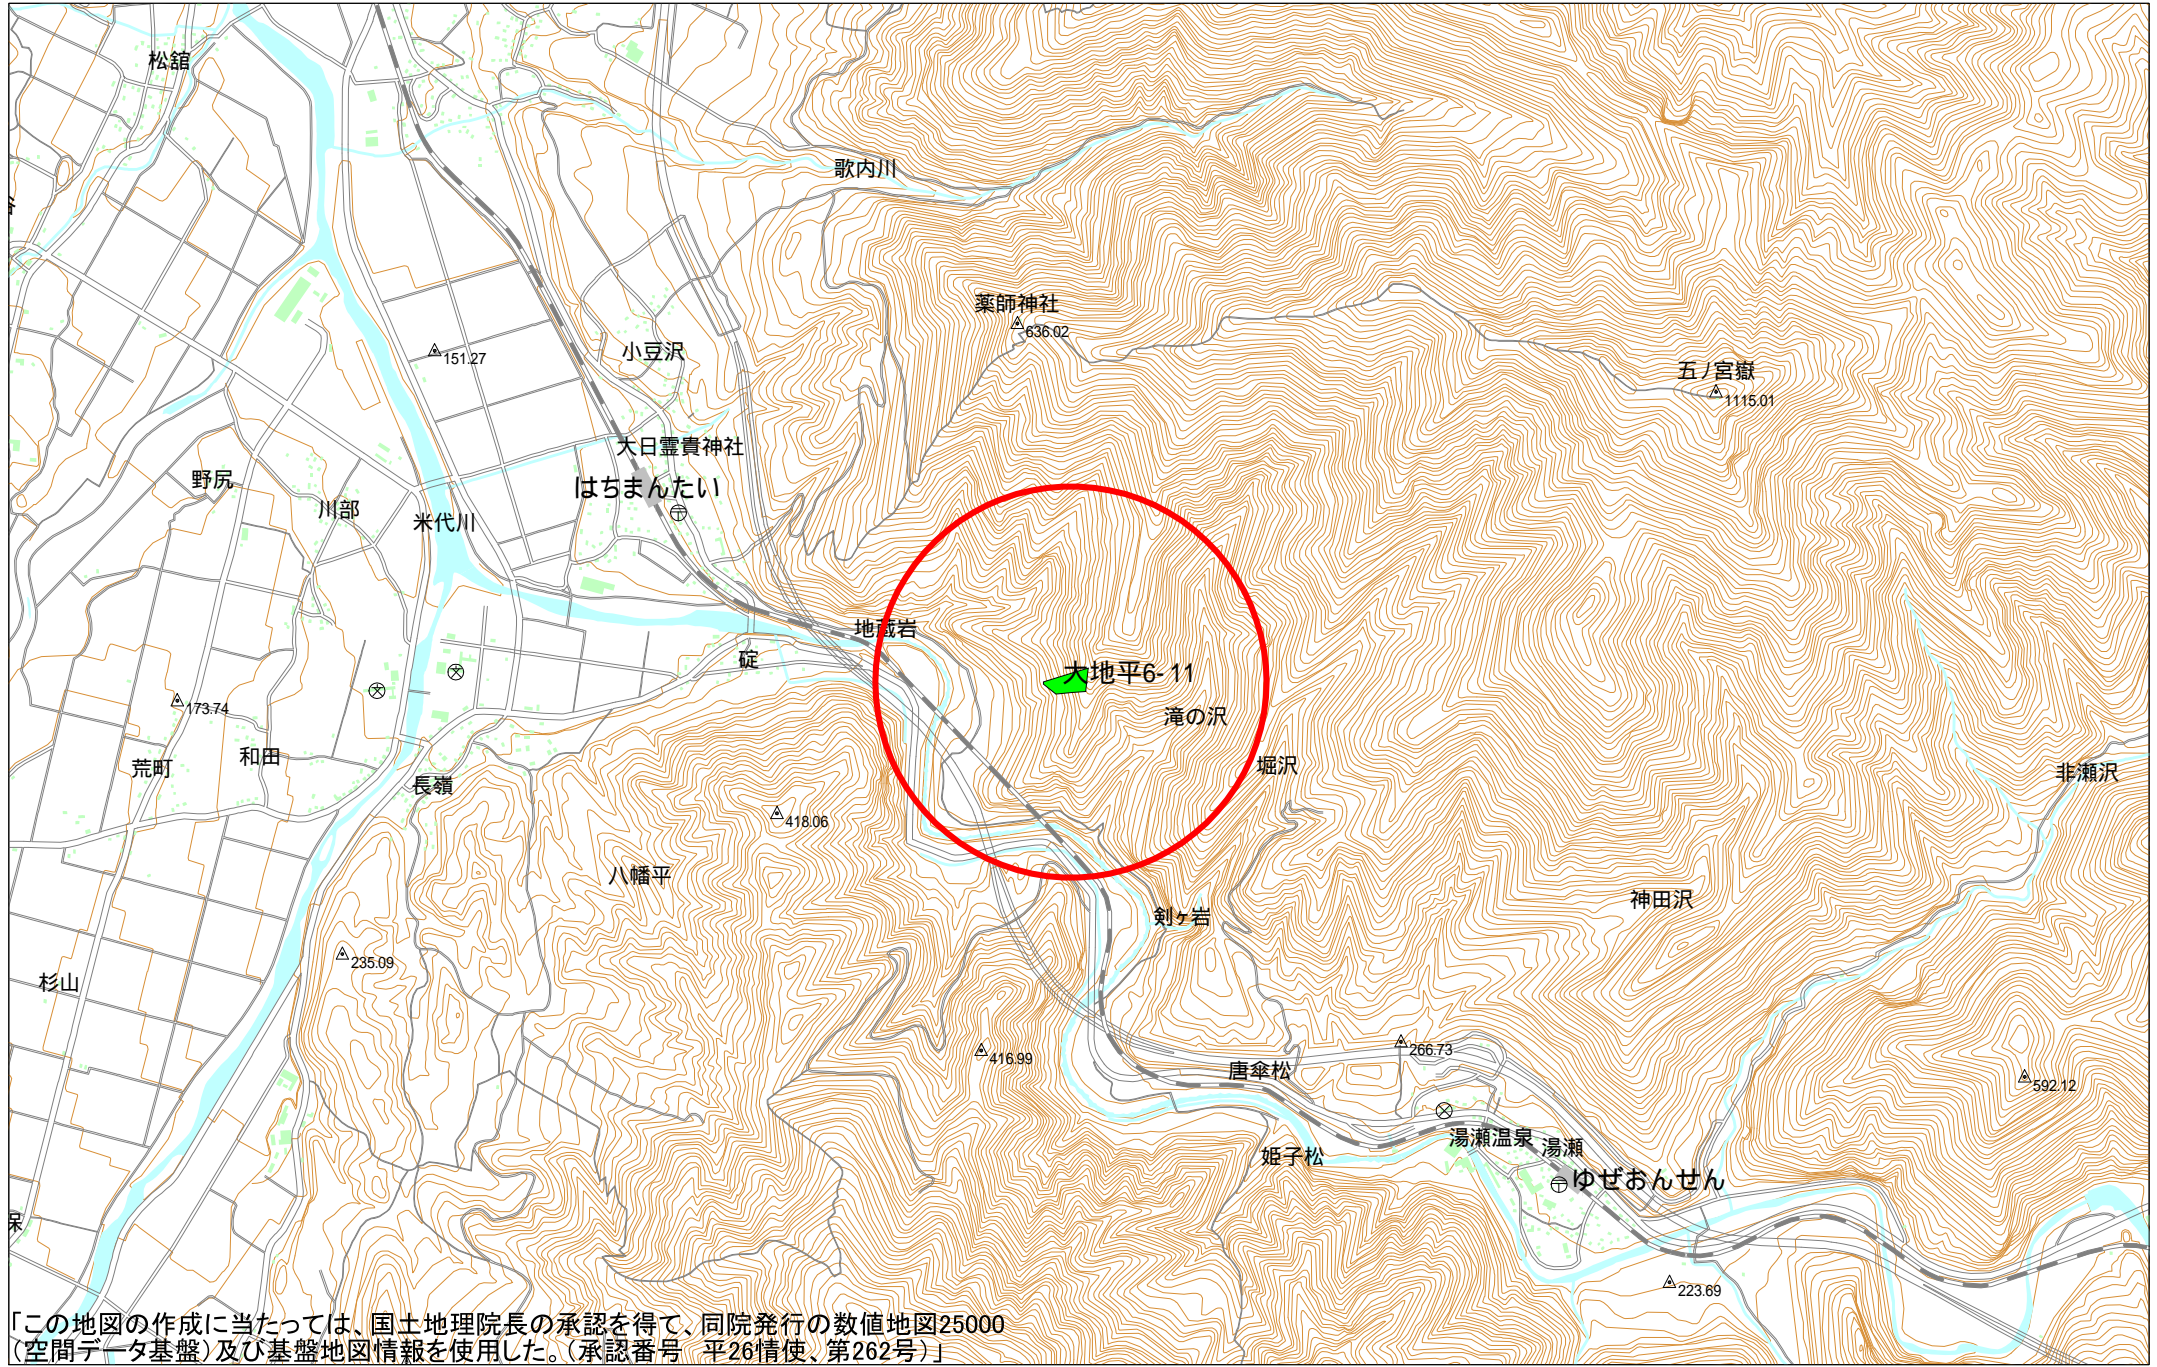 松舘
歌内川
薬師神社
636.02
小豆沢
151.27
五ノ宮嶽
1115.01
大日霊貴神社
野尻
はちまんたい
川部
米代川
地蔵岩
碇
大地平6-11
173.74
滝の沢
和田
荒町
堀沢
非瀬沢
長嶺
418.06
八幡平
神田沢
剣ヶ岩
235.09
杉山
416.99
266.73
唐傘松
592.12
湯瀬温泉
湯瀬
姫子松
ゆぜおんせん
223.69
「この地図の作成に当たっては、国土地理院長の承認を得て、同院発行の数値地図25000
(空間データ基盤)及び基盤地図情報を使用した。(承認番号 平26情使、第262号)」